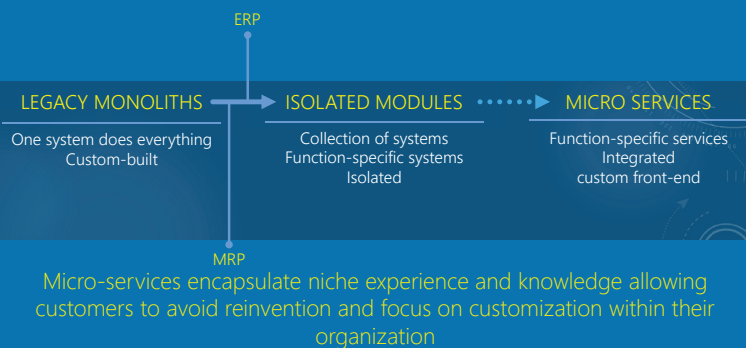 ERP
LEGACY MONOLITHS
One system does everything
Custom-built
ISOLATED MODULES
Collection of systems
Function-specific systems
Isolated
MICRO SERVICES
Function-specific services
Integrated
custom front-end
MRP
Micro-services encapsulate niche experience and knowledge allowing
customers to avoid reinvention and focus on customization within their
organization